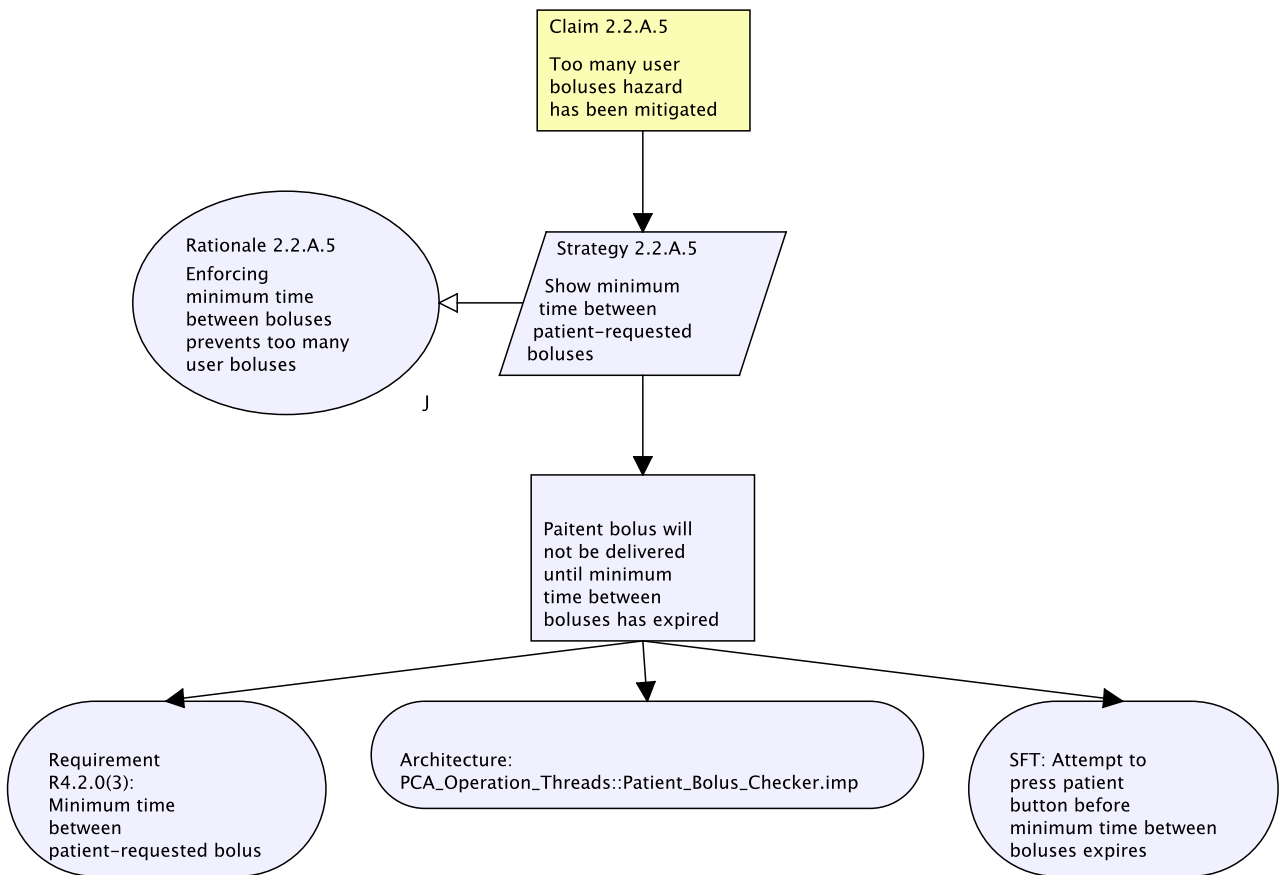 Claim 2.2.A.5
Too many user
boluses hazard
has been mitigated
Rationale 2.2.A.5
Enforcing
minimum time
between boluses
prevents too many
user boluses
J
Strategy 2.2.A.5
Show minimum
time between
patient-requested
boluses
Paitent bolus will
not be delivered
until minimum
time between
boluses has expired
Requirement
R4.2.0(3):
Minimum time
between
patient-requested bolus
Architecture:
PCA_Operation_Threads::Patient_Bolus_Checker.imp
SFT: Attempt to
press patient
button before
minimum time between
boluses expires